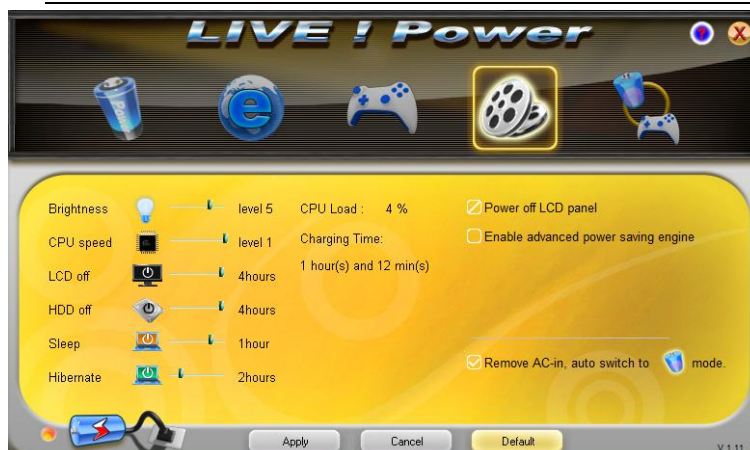 LIVE ! Power
Brightness level 5
CPU speed level 1
LCD off 4hours
HDD off 4hours
Sleep 1hour
Hibernate 2hours
CPU Load : 4 %
Charging Time:
1 hour(s) and 12 min(s)
Power off LCD panel
Enable advanced power saving engine
Remove AC-in, auto switch to mode.
Apply
Cancel
Default
V 1.11